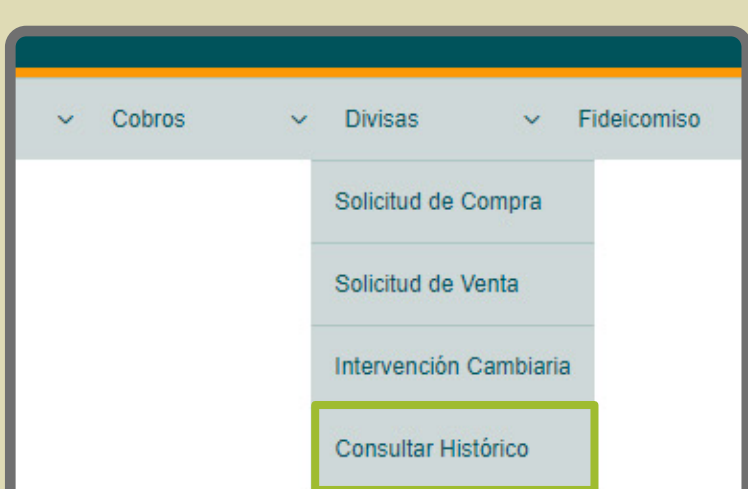 Cobros Divisas Fideicomiso
Solicitud de Compra
Solicitud de Venta
Intervención Cambiaria
Consultar Histórico